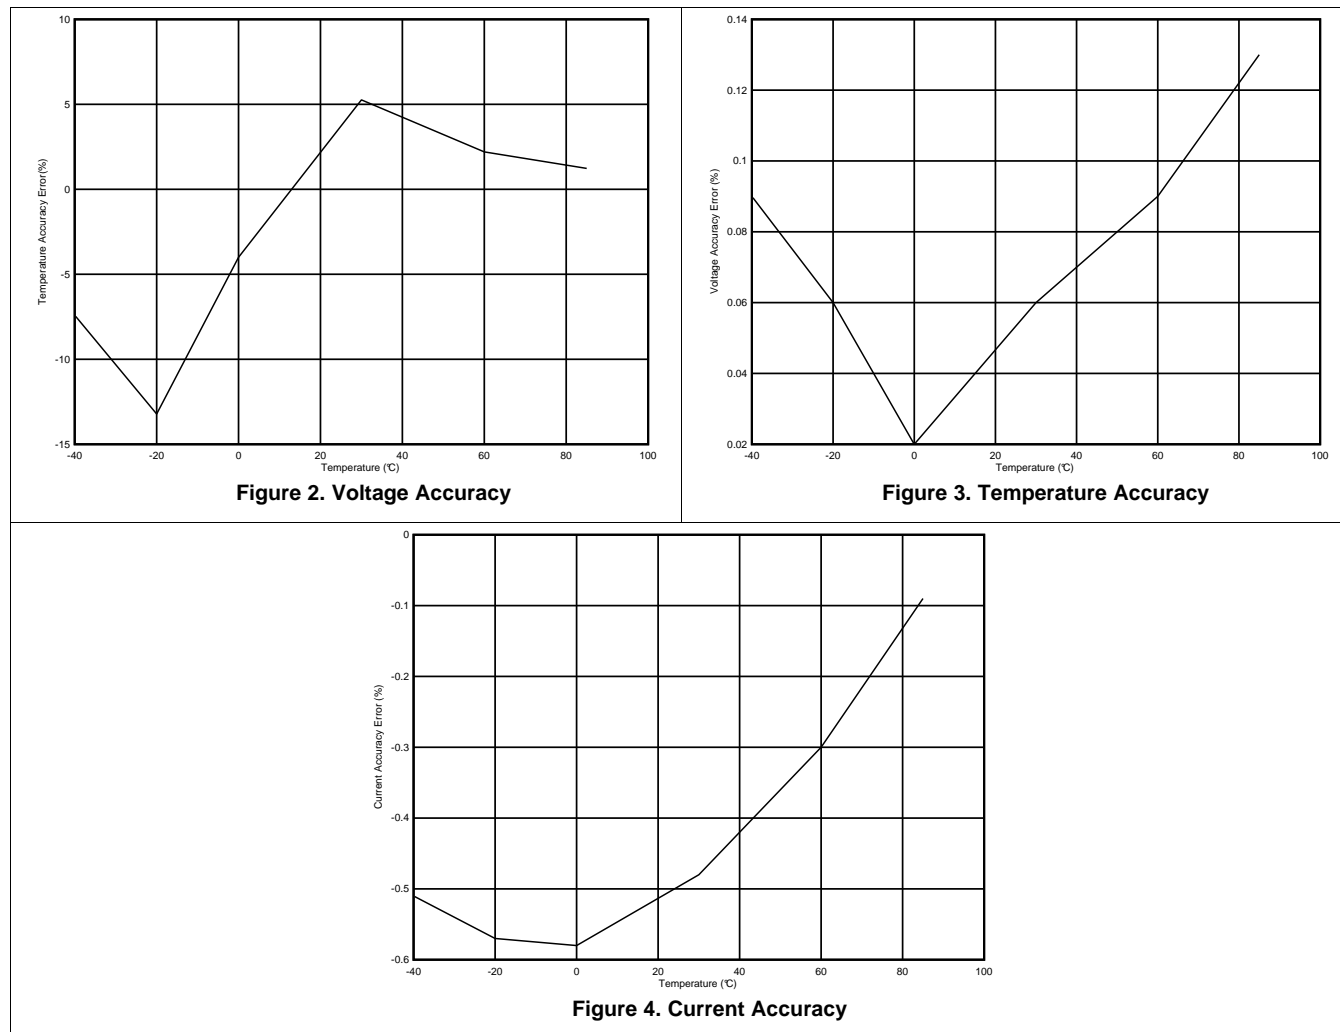 10
5
0
-5
-10
-15
-40 -20 0 20 40 60 80 100
Temperature Accuracy Error(%)
Temperature (°C)
Figure 2. Voltage Accuracy
0.14
0.12
0.1
0.08
0.06
0.04
0.02
-40 -20 0 20 40 60 80 100
Voltage Accuracy Error (%)
Temperature (°C)
Figure 3. Temperature Accuracy
0
-0.1
-0.2
-0.3
-0.4
-0.5
-0.6
-40 -20 0 20 40 60 80 100
Current Accuracy Error (%)
Temperature (°C)
Figure 4. Current Accuracy